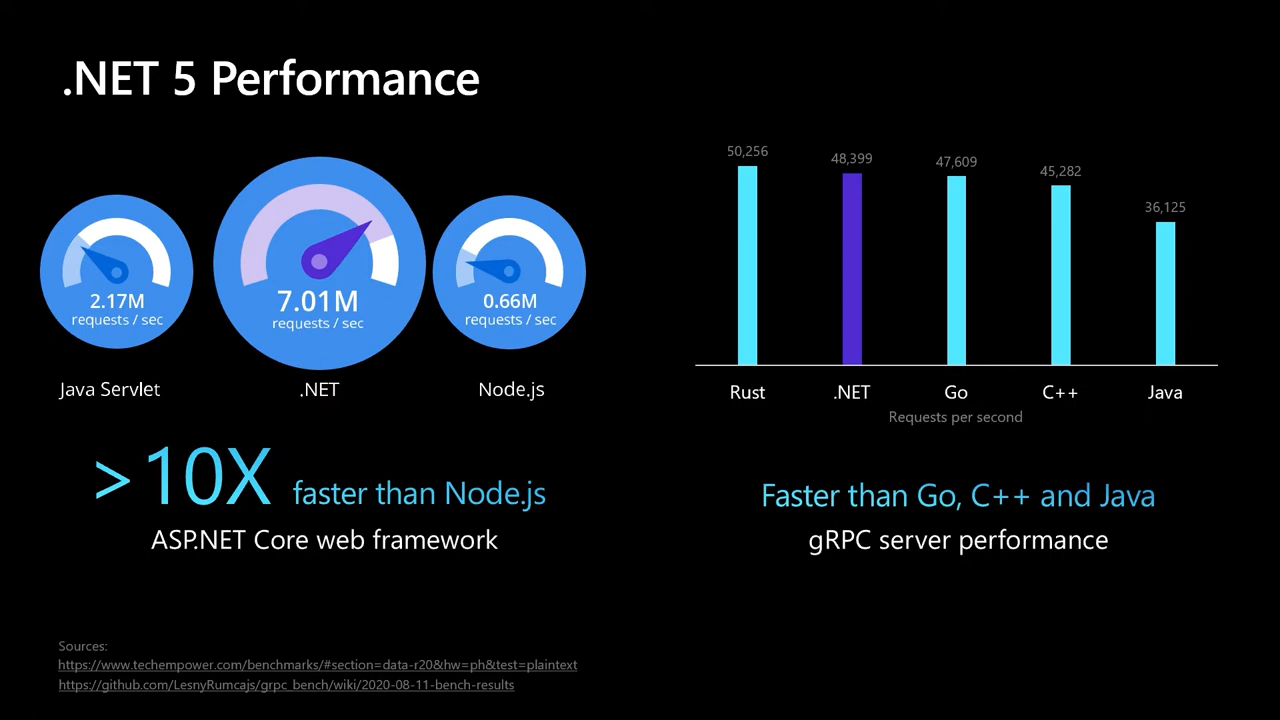 .NET 5 Performance
2.17M
requests / sec
Java Servlet
7.01M
requests / sec
.NET
0.66M
requests / sec
Node.js
>10X faster than Node.js
ASP.NET Core web framework
50,256
48,399
47,609
45,282
36,125
Rust
.NET
Go
C++
Java
Requests per second
Faster than Go, C++ and Java
gRPC server performance
Sources:
https://www.techempower.com/benchmarks/#section=data-r20&hw=ph&test=plaintext
https://github.com/LesnyRumcajs/grpc_bench/wiki/2020-08-11-bench-results